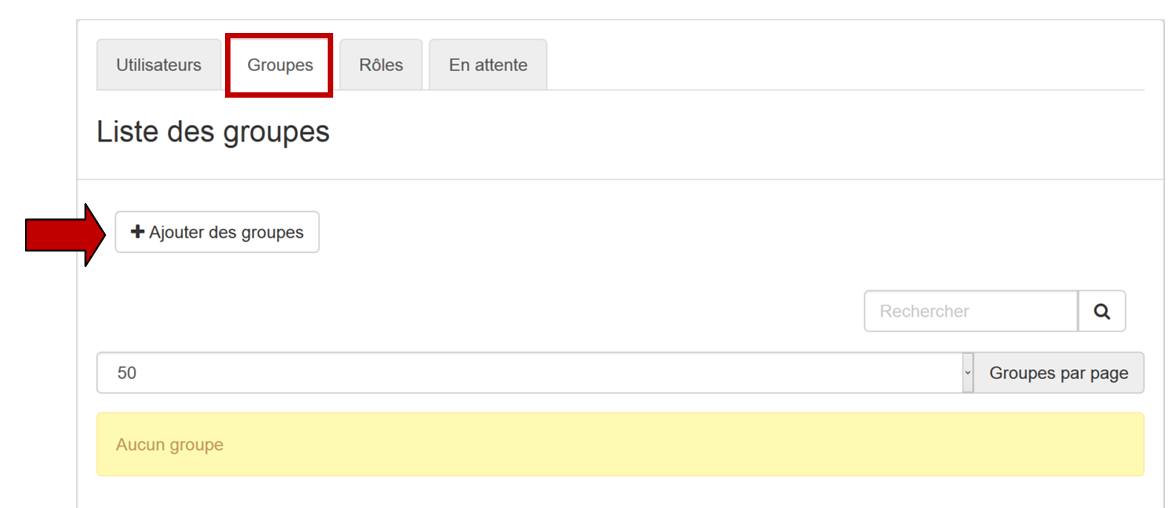 Utilisateurs Groupes Rôles En attente
Liste des groupes
Ajouter des groupes
Rechercher
50 Groupes par page
Aucun groupe